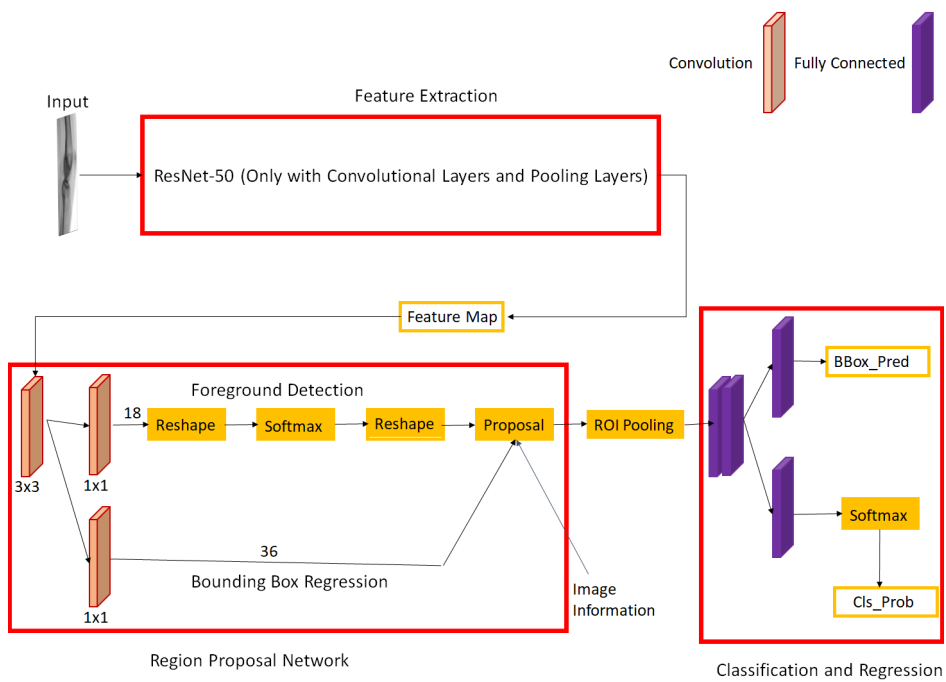 Convolution
Fully Connected
Input
Feature Extraction
ResNet-50 (Only with Convolutional Layers and Pooling Layers)
Feature Map
Foreground Detection
18
Reshape
Softmax
Reshape
Proposal
ROI Pooling
BBox_Pred
3x3
1x1
36
Bounding Box Regression
1x1
Image
Information
Softmax
Cls_Prob
Region Proposal Network
Classification and Regression